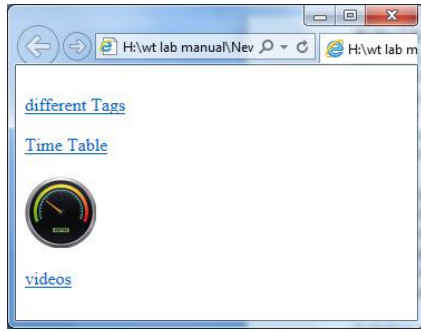 H:\wt lab manual\Nev
H:\wt lab m
different Tags
Time Table
videos